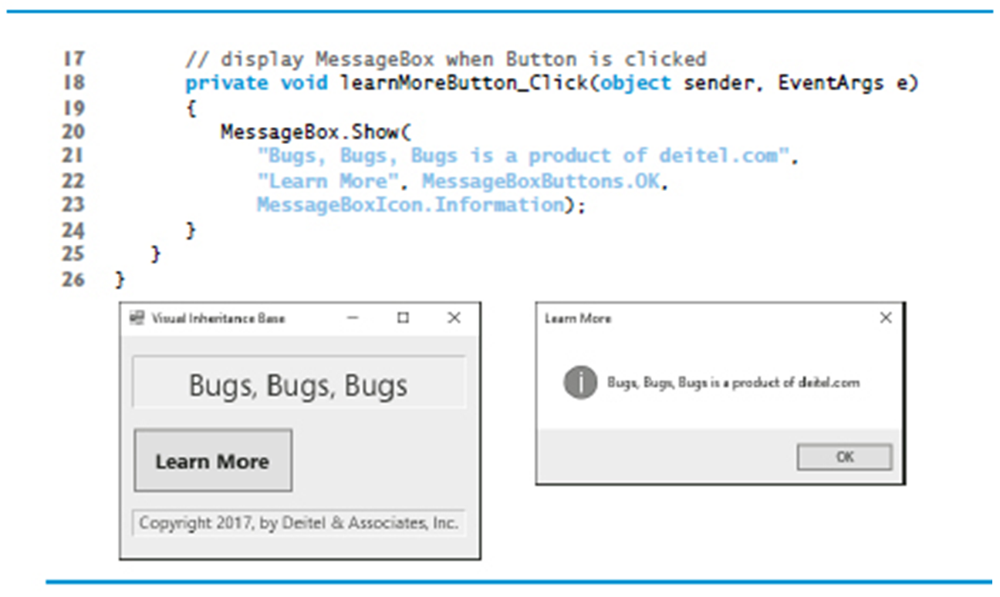 17 // display MessageBox when Button is clicked
18 private void learnMoreButton_Click(object sender, EventArgs e)
19 {
20 MessageBox.Show(
21 "Bugs, Bugs, Bugs is a product of deitel.com",
22 "Learn More", MessageBoxButtons.OK,
23 MessageBoxIcon.Information);
24 }
25 }
26 }
Visual Inheritance Base
Bugs, Bugs, Bugs
Learn More
Copyright 2017, by Deitel & Associates, Inc.
Learn More
Bugs, Bugs, Bugs is a product of deitel.com
OK